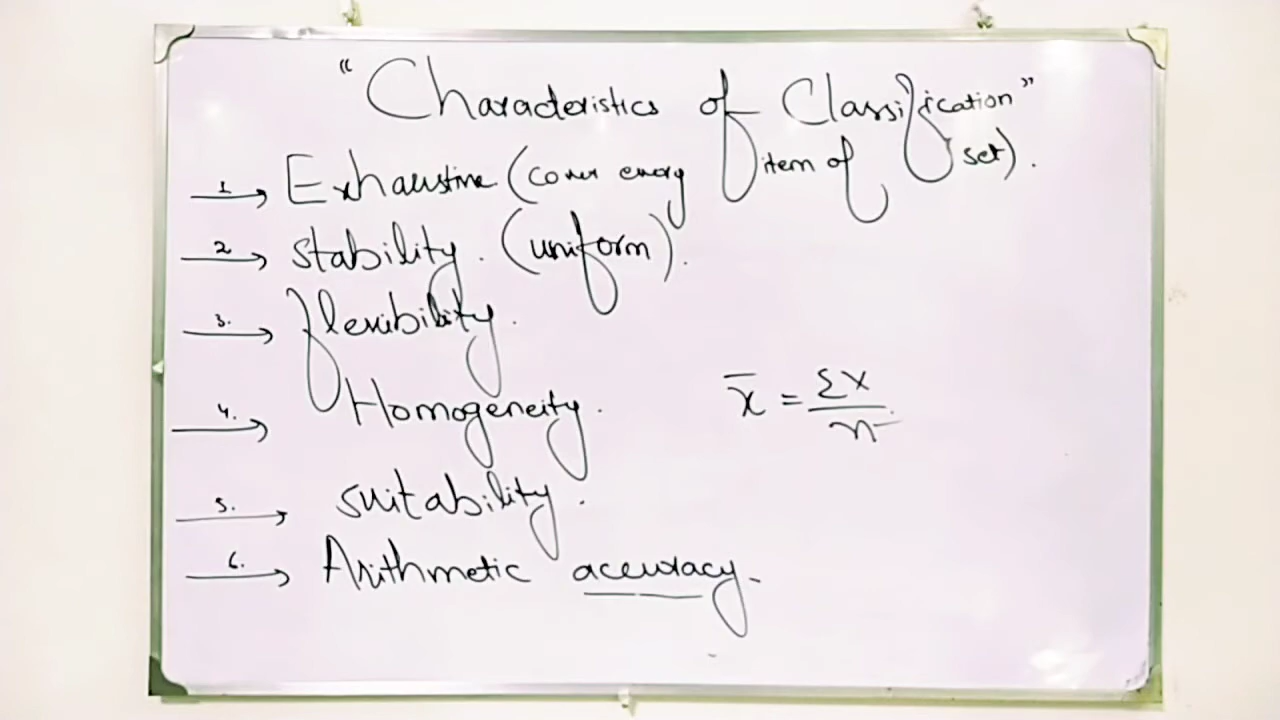 "Characteristics of Classification"
1 → Exhaustive (cover every item of set).
2 → stability. (uniform).
3. → flexibility.
4. → Homogeneity.
x̄ = Σx / n
5. → suitability.
6. → Arithmetic accuracy.